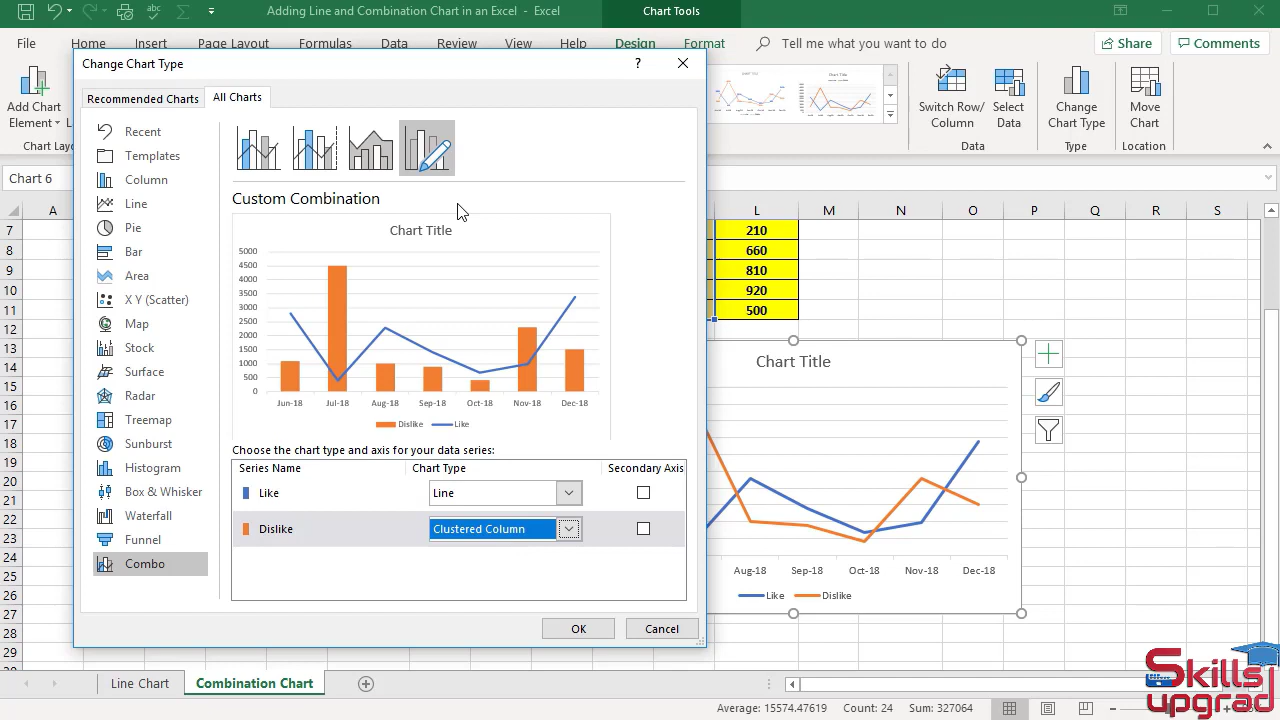 Adding Line and Combination Chart in an Excel - Excel
Chart Tools
File Home Insert Page Layout Formulas Data Review View Help Design Format Tell me what you want to do Share Comments
Add Chart
Element
Chart Layo
Switch Row/
Column
Select
Data
Data
Change
Chart Type
Type
Move
Chart
Location
Chart 6
Change Chart Type
?
Recommended Charts
All Charts
Recent
Templates
Column
Line
Pie
Bar
Area
X Y (Scatter)
Map
Stock
Surface
Radar
Treemap
Sunburst
Histogram
Box & Whisker
Waterfall
Funnel
Combo
Custom Combination
Chart Title
5000
4500
4000
3500
3000
2500
2000
1500
1000
500
0
Jun-18 Jul-18 Aug-18 Sep-18 Oct-18 Nov-18 Dec-18
Dislike Like
Choose the chart type and axis for your data series:
Series Name Chart Type Secondary Axis
Like Line
Dislike Clustered Column
OK Cancel
A L M N O P Q R S
7 210
8 660
9 810
10 920
11 500
12
13
14
15
16
17
18
19
20
21
22
23
24
25
26
27
28
29
Chart Title
Aug-18 Sep-18 Oct-18 Nov-18 Dec-18
Like Dislike
Line Chart Combination Chart
Average: 15574.47619 Count: 24 Sum: 327064
Skills
upgrad